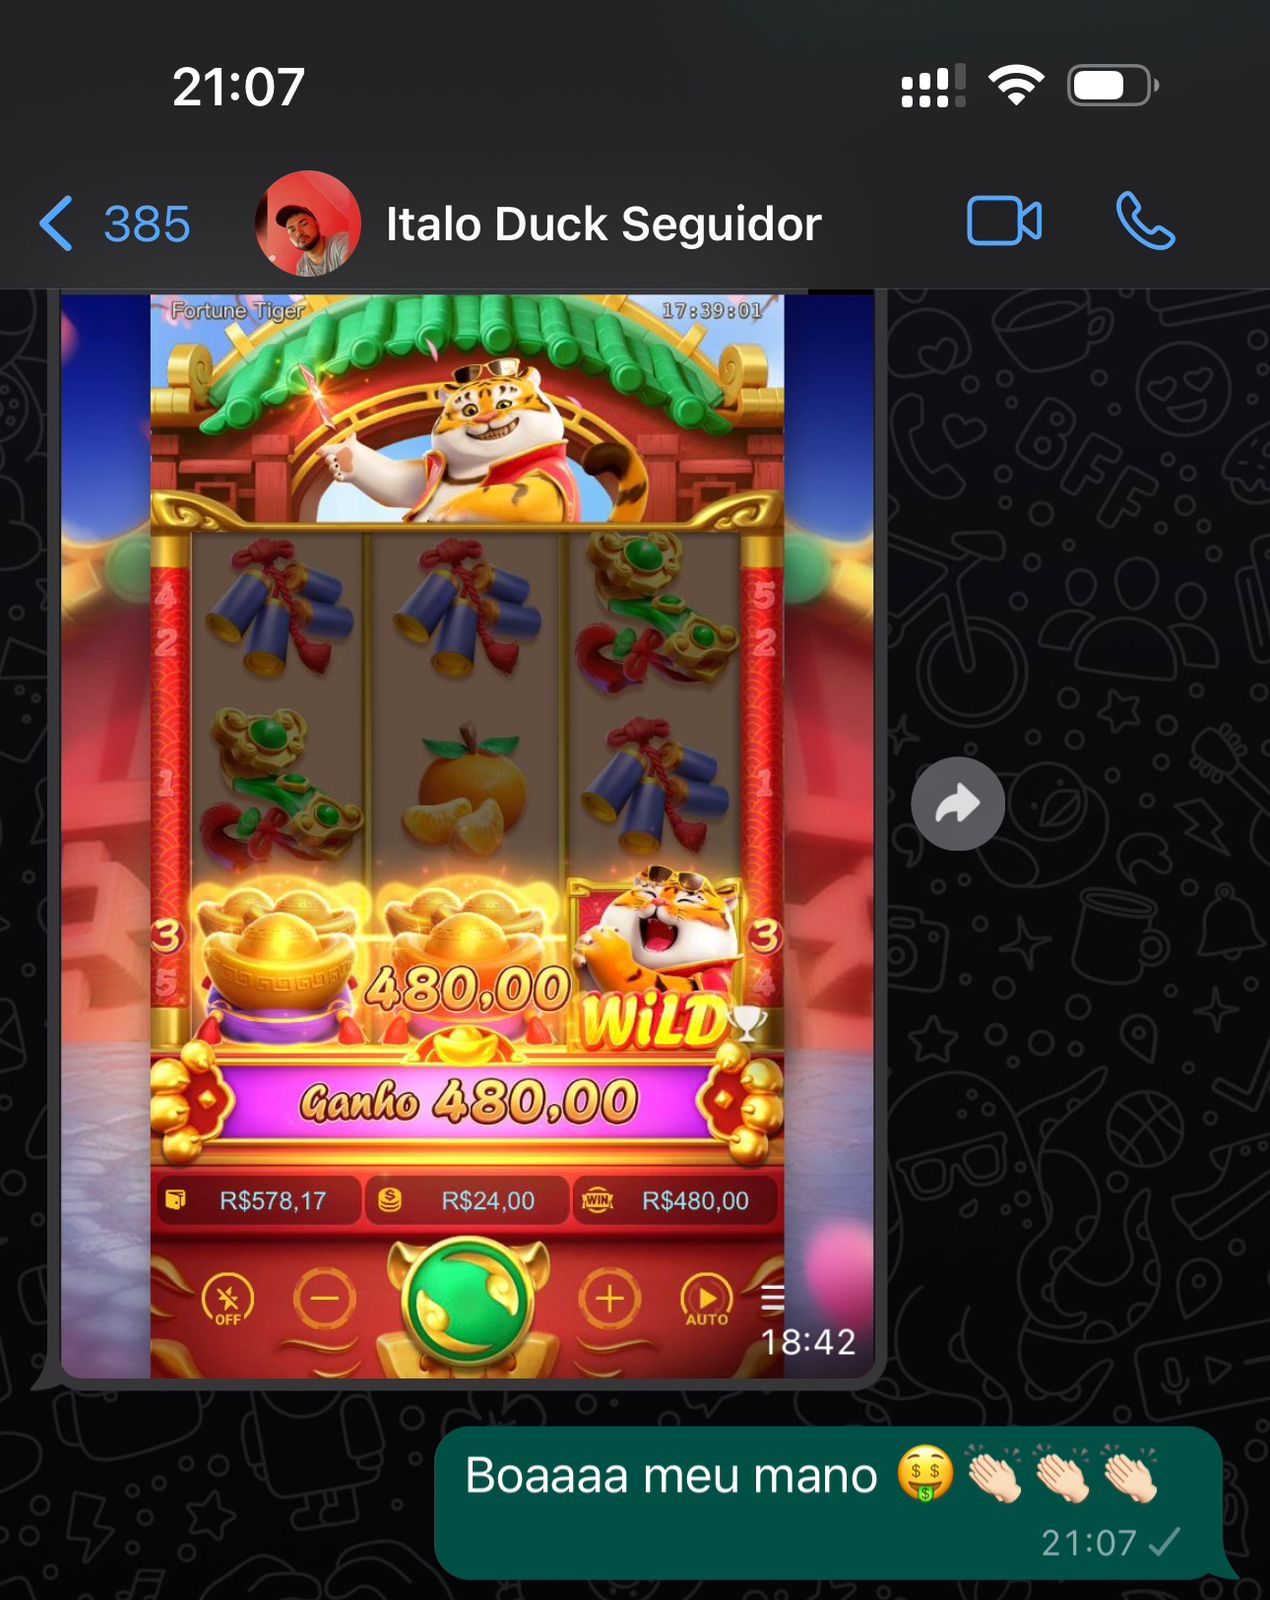 21:07
385
Italo Duck Seguidor
Fortune Tiger
17:39:01
4
5
2
2
1
1
3
3
5
4
480,00
WILD
Ganho 480,00
R$578,17
R$24,00
WIN
R$480,00
OFF
AUTO
18:42
Boaaaa meu mano 🤑👏🏻👏🏻👏🏻
21:07
BFF